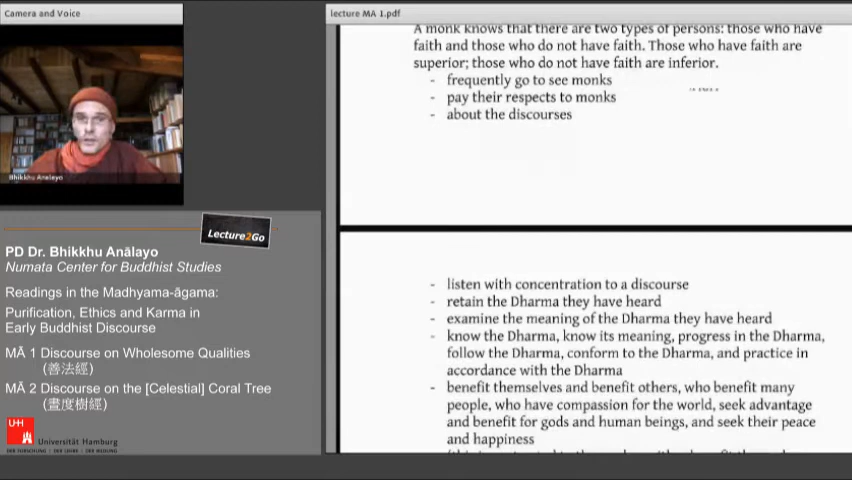 Camera and Voice
lecture MA 1.pdf
Bhikkhu Analayo
Lecture2Go
PD Dr. Bhikkhu Anālayo
Numata Center for Buddhist Studies
Readings in the Madhyama-āgama:
Purification, Ethics and Karma in
Early Buddhist Discourse
MĀ 1 Discourse on Wholesome Qualities
(善法經)
MĀ 2 Discourse on the [Celestial] Coral Tree
(晝度樹經)
UH
Universität Hamburg
DER FORSCHUNG | DER LEHRE | DER BILDUNG
A monk knows that there are two types of persons: those who have
faith and those who do not have faith. Those who have faith are
superior; those who do not have faith are inferior.
- frequently go to see monks
- pay their respects to monks
- about the discourses
- listen with concentration to a discourse
- retain the Dharma they have heard
- examine the meaning of the Dharma they have heard
- know the Dharma, know its meaning, progress in the Dharma,
follow the Dharma, conform to the Dharma, and practice in
accordance with the Dharma
- benefit themselves and benefit others, who benefit many
people, who have compassion for the world, seek advantage
and benefit for gods and human beings, and seek their peace
and happiness